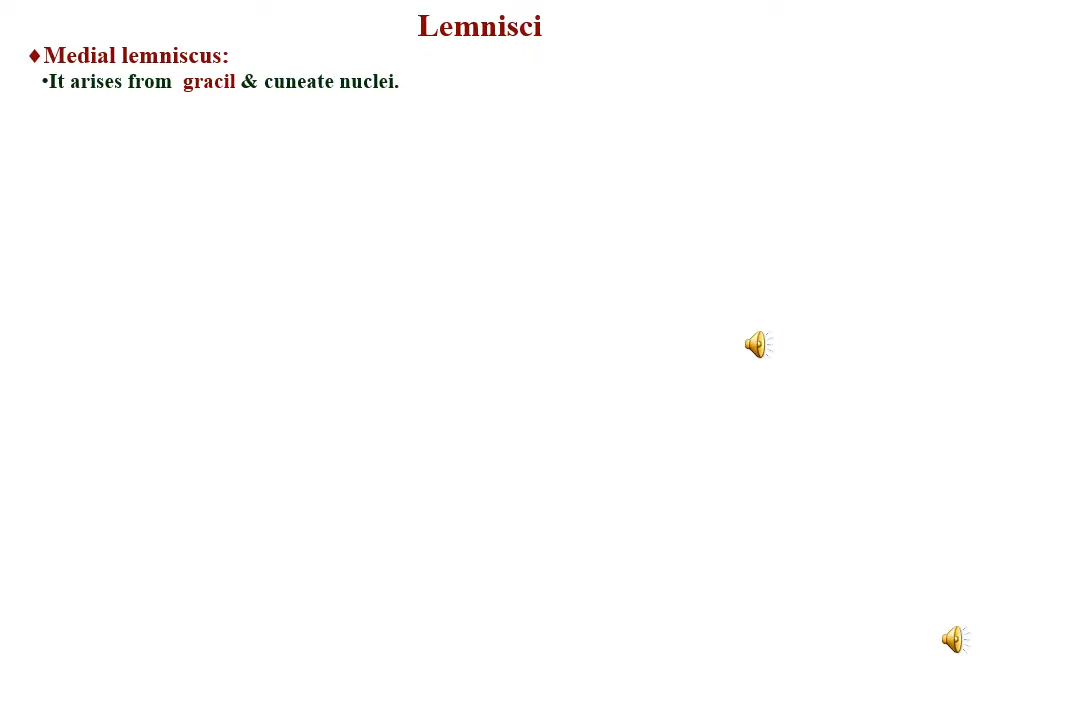 Lemnisci
♦Medial lemniscus:
•It arises from gracil & cuneate nuclei.